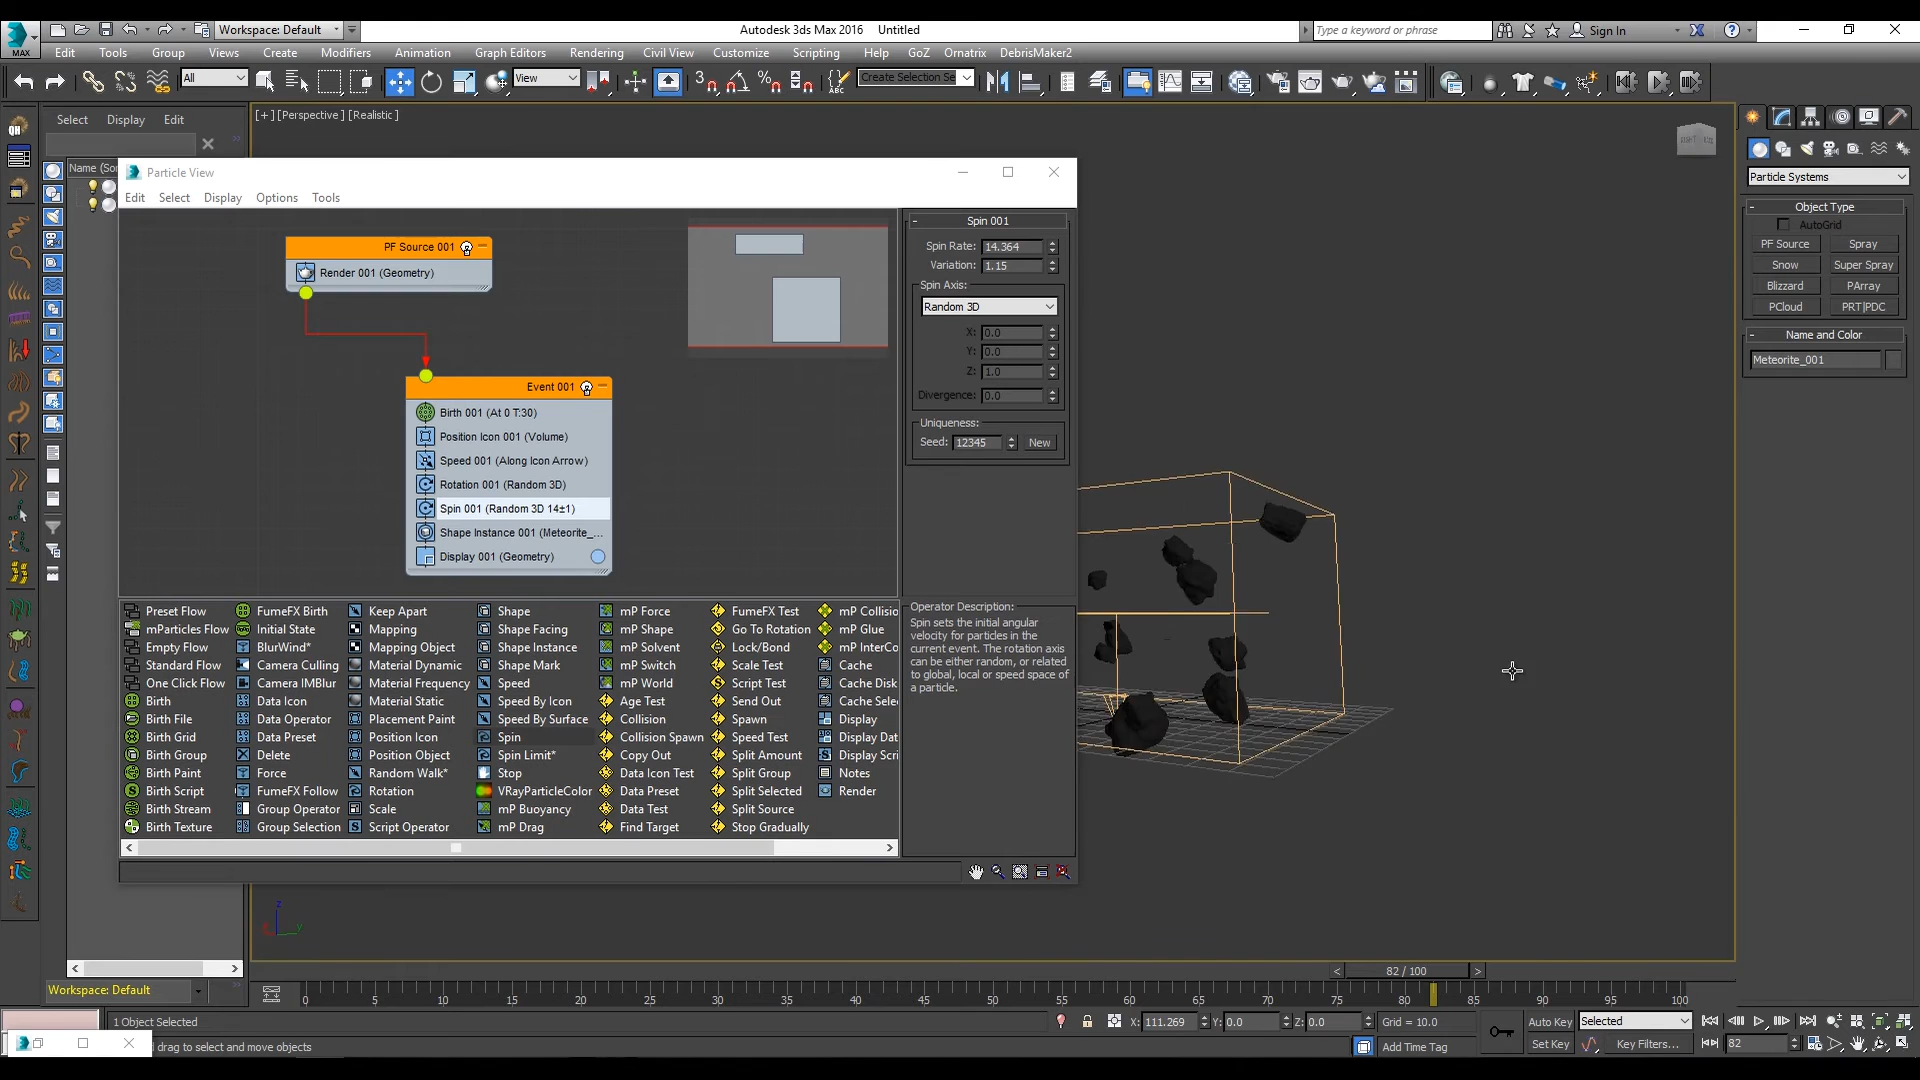 Workspace: Default
Autodesk 3ds Max 2016 Untitled
Type a keyword or phrase
Sign In
MAX
Edit Tools Group Views Create Modifiers Animation Graph Editors Rendering Civil View Customize Scripting Help GoZ Ornatrix DebrisMaker2
All
View
Create Selection Se
Select Display Edit
[+] [Perspective] [Realistic]
Name (Sor
Particle View
Edit Select Display Options Tools
PF Source 001
Render 001 (Geometry)
Event 001
Birth 001 (At 0 T:30)
Position Icon 001 (Volume)
Speed 001 (Along Icon Arrow)
Rotation 001 (Random 3D)
Spin 001 (Random 3D 14±1)
Shape Instance 001 (Meteorite_...
Display 001 (Geometry)
Spin 001
Spin Rate: 14.364
Variation: 1.15
Spin Axis:
Random 3D
X: 0.0
Y: 0.0
Z: 1.0
Divergence: 0.0
Uniqueness:
Seed: 12345 New
Operator Description:
Spin sets the initial angular
velocity for particles in the
current event. The rotation axis
can be either random, or related
to global, local or speed space of
a particle.
Preset Flow FumeFX Birth Keep Apart Shape mP Force FumeFX Test mP Collisio
mParticles Flow Initial State Mapping Shape Facing mP Shape Go To Rotation mP Glue
Empty Flow BlurWind* Mapping Object Shape Instance mP Solvent Lock/Bond mP InterCo
Standard Flow Camera Culling Material Dynamic Shape Mark mP Switch Scale Test Cache
One Click Flow Camera IMBlur Material Frequency Speed mP World Script Test Cache Disk
Birth Data Icon Material Static Speed By Icon Age Test Send Out Cache Sele
Birth File Data Operator Placement Paint Speed By Surface Collision Spawn Display
Birth Grid Data Preset Position Icon Spin Collision Spawn Speed Test Display Dat
Birth Group Delete Position Object Spin Limit* Copy Out Split Amount Display Scri
Birth Paint Force Random Walk* Stop Data Icon Test Split Group Notes
Birth Script FumeFX Follow Rotation VRayParticleColor Data Preset Split Selected Render
Birth Stream Group Operator Scale mP Buoyancy Data Test Split Source
Birth Texture Group Selection Script Operator mP Drag Find Target Stop Gradually
Particle Systems
Object Type
AutoGrid
PF Source Spray
Snow Super Spray
Blizzard PArray
PCloud PRT|PDC
Name and Color
Meteorite_001
82 / 100
Workspace: Default
0 5 10 15 20 25 30 35 40 45 50 55 60 65 70 75 80 85 90 95 100
1 Object Selected
X: 111.269 Y: 0.0 Z: 0.0 Grid = 10.0
Auto Key Selected
drag to select and move objects
Add Time Tag
Set Key Key Filters... 82